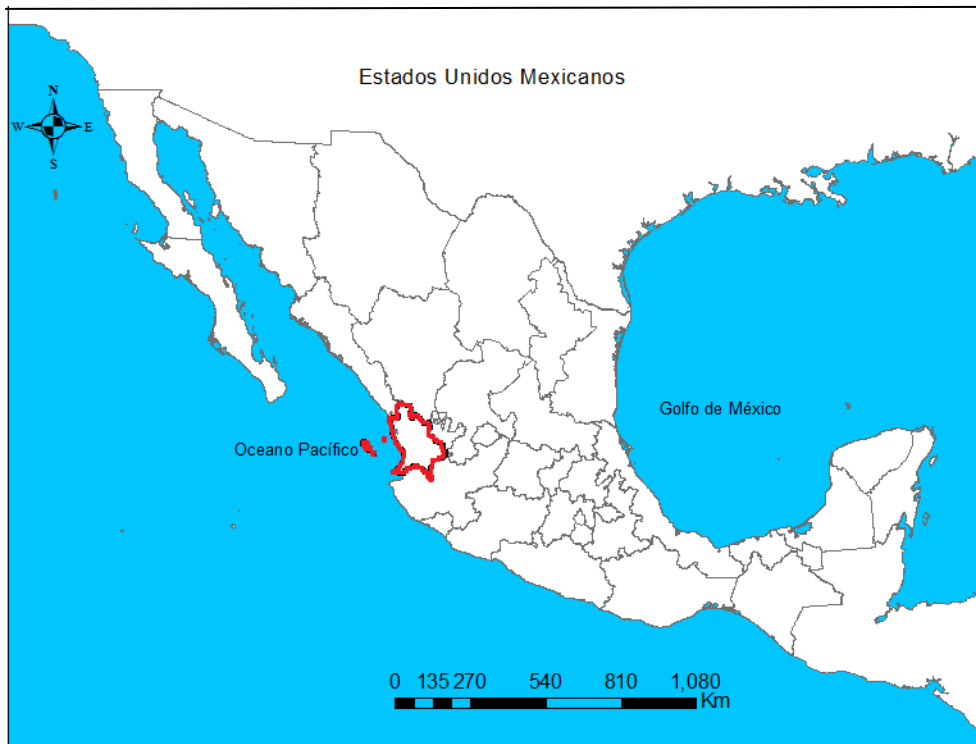 Estados Unidos Mexicanos
N
W E
S
Golfo de México
Oceano Pacífico
0 135 270 540 810 1,080
Km